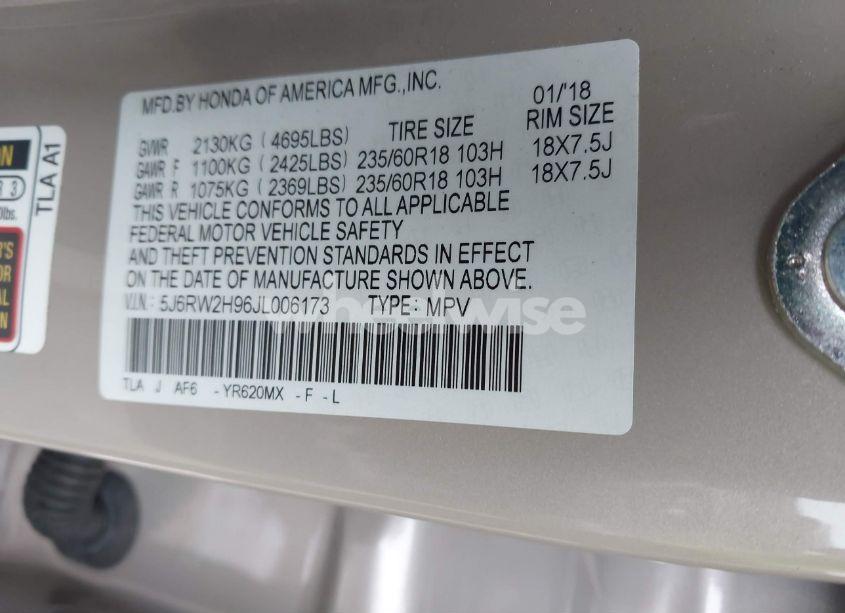 MFD.BY HONDA OF AMERICA MFG.,INC.
01/'18
TIRE SIZE RIM SIZE
GVWR 2130KG (4695LBS)
GAWR F 1100KG (2425LBS) 235/60R18 103H 18X7.5J
GAWR R 1075KG (2369LBS) 235/60R18 103H 18X7.5J
THIS VEHICLE CONFORMS TO ALL APPLICABLE
FEDERAL MOTOR VEHICLE SAFETY
AND THEFT PREVENTION STANDARDS IN EFFECT
ON THE DATE OF MANUFACTURE SHOWN ABOVE.
V.I.N.: 5J6RW2H96JL006173 TYPE: MPV
TLA J AF6 -YR620MX -F -L
TLA A1
3
lbs.
wheelwise